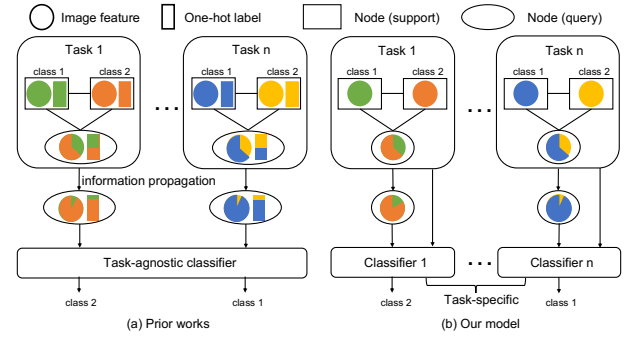 Image feature One-hot label Node (support) Node (query)
Task 1 Task n Task 1 Task n
class 1 class 2 class 1 class 2 class 1 class 2 class 1 class 2
... ...
information propagation
Task-agnostic classifier Classifier 1 ... Classifier n
class 2 class 1 class 2 Task-specific class 1
(a) Prior works (b) Our model